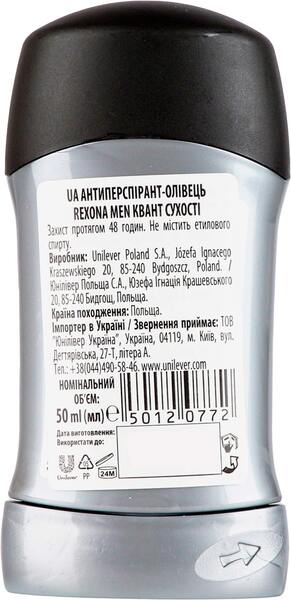 UA АНТИПЕРСПІРАНТ-ОЛІВЕЦЬ
REXONA MEN КВАНТ СУХОСТІ
Захист протягом 48 годин. Не містить етилового
спирту.
Виробник: Unilever Poland S.A., Józefa Ignacego
Kraszewskiego 20, 85-240 Bydgoszcz, Poland. /
Юнілівер Польща С.А., Юзефа Ігнація Крашевського
20, 85-240 Бидгощ, Польща.
Країна походження: Польща.
Імпортер в Україні / Звернення приймає: ТОВ
"Юнілівер Україна", Україна, 04119, м. Київ, вул.
Дегтярівська, 27-Т, літера А.
Тел.+38(044)490-58-46. www.unilever.com
НОМІНАЛЬНИЙ
ОБ'ЄМ:
50 ml (мл) e
50120772
Дата виготовлення:
Використати до:
Unilever
PP
24M